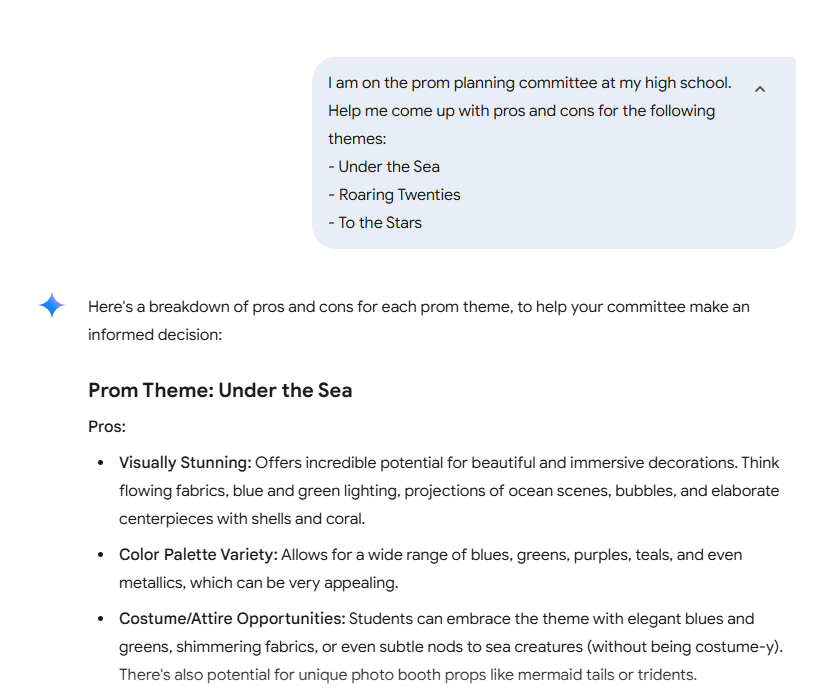 I am on the prom planning committee at my high school.
Help me come up with pros and cons for the following
themes:
- Under the Sea
- Roaring Twenties
- To the Stars
Here's a breakdown of pros and cons for each prom theme, to help your committee make an
informed decision:
Prom Theme: Under the Sea
Pros:
• Visually Stunning: Offers incredible potential for beautiful and immersive decorations. Think
flowing fabrics, blue and green lighting, projections of ocean scenes, bubbles, and elaborate
centerpieces with shells and coral.
• Color Palette Variety: Allows for a wide range of blues, greens, purples, teals, and even
metallics, which can be very appealing.
• Costume/Attire Opportunities: Students can embrace the theme with elegant blues and
greens, shimmering fabrics, or even subtle nods to sea creatures (without being costume-y).
There's also potential for unique photo booth props like mermaid tails or tridents.